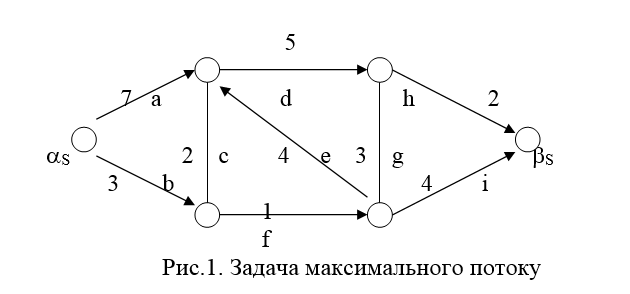 5
7 a d h 2
αs 2 c 4 e 3 g βs
3 b 4 i
1
f
Рис.1. Задача максимального потоку